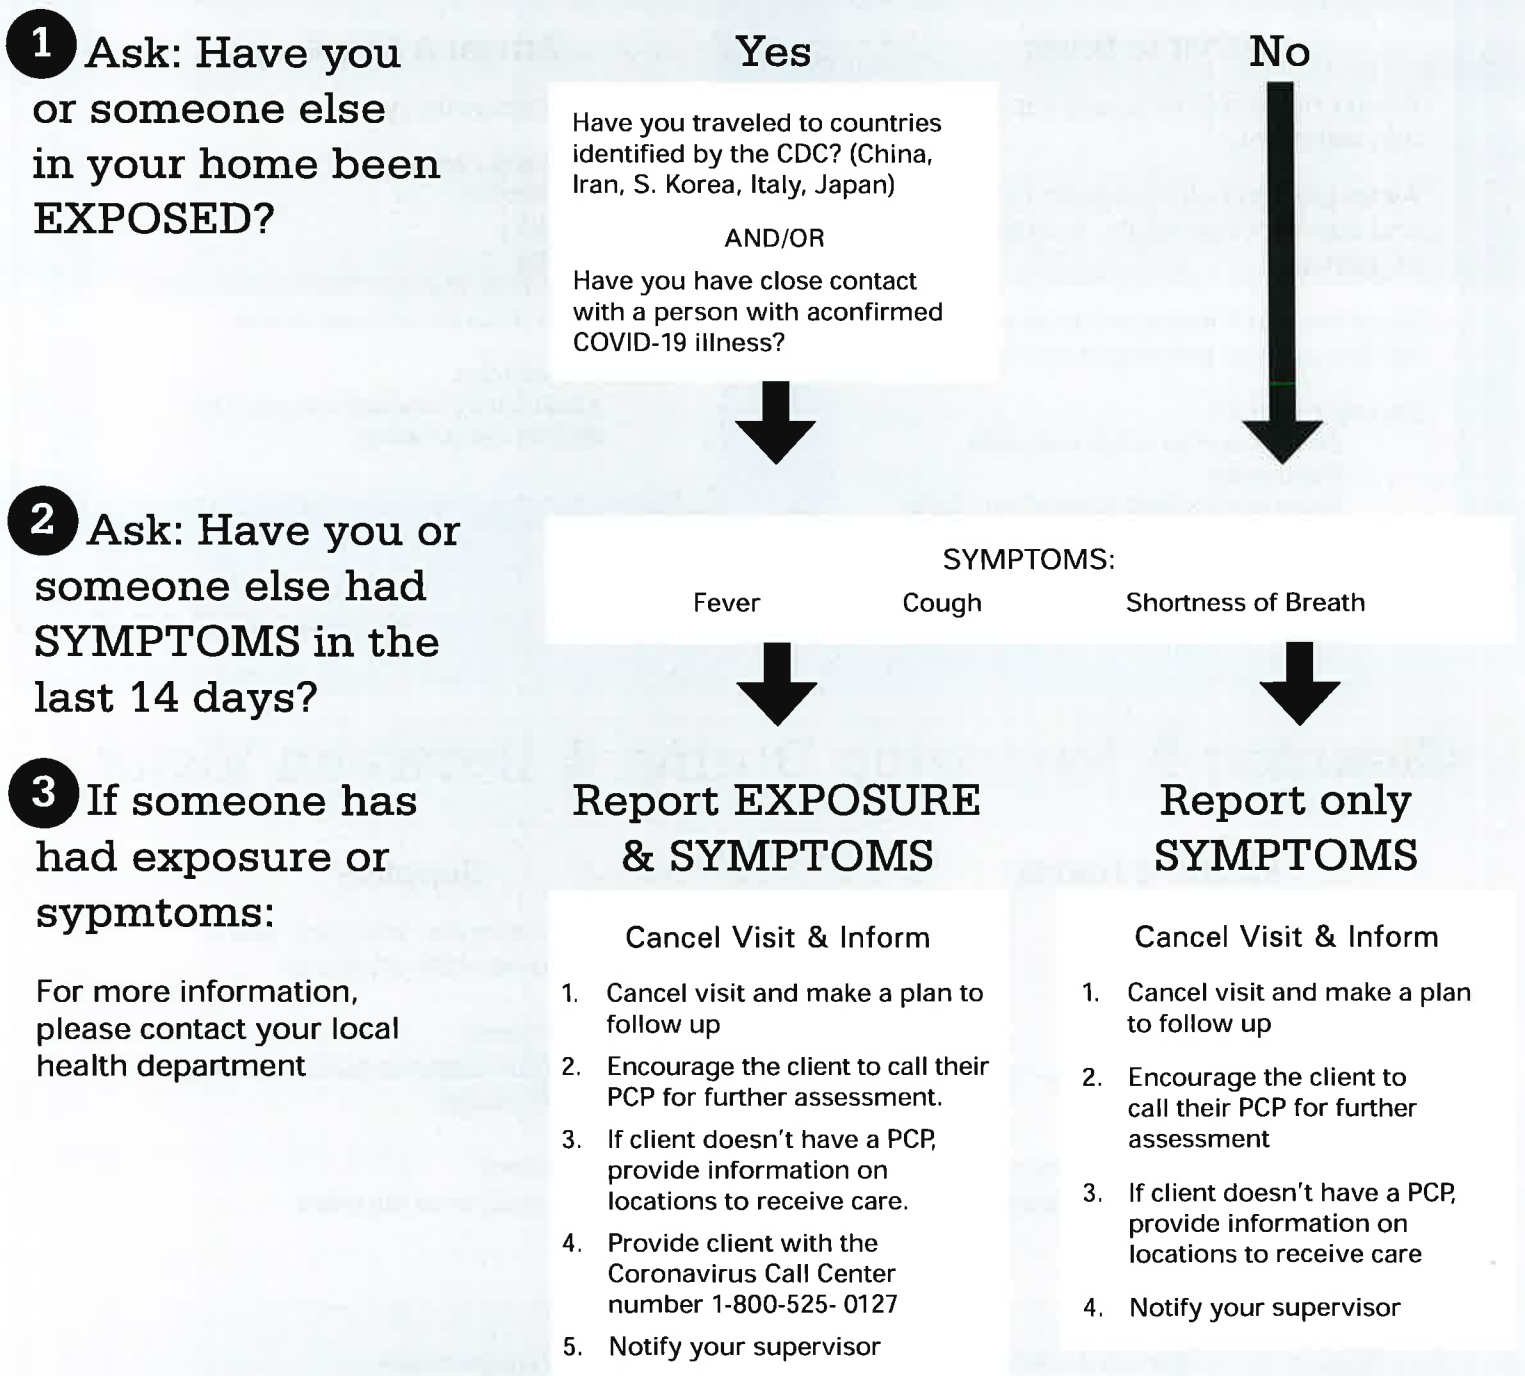 1 Ask: Have you
or someone else
in your home been
EXPOSED?
Yes
Have you traveled to countries
identified by the CDC? (China,
Iran, S. Korea, Italy, Japan)
AND/OR
Have you have close contact
with a person with aconfirmed
COVID-19 illness?
No
2 Ask: Have you or
someone else had
SYMPTOMS in the
last 14 days?
SYMPTOMS:
Fever Cough Shortness of Breath
3 If someone has
had exposure or
sypmtoms:
For more information,
please contact your local
health department
Report EXPOSURE
& SYMPTOMS
Cancel Visit & Inform
1. Cancel visit and make a plan to
follow up
2. Encourage the client to call their
PCP for further assessment.
3. If client doesn't have a PCP,
provide information on
locations to receive care.
4. Provide client with the
Coronavirus Call Center
number 1-800-525- 0127
5. Notify your supervisor
Report only
SYMPTOMS
Cancel Visit & Inform
1. Cancel visit and make a plan
to follow up
2. Encourage the client to
call their PCP for further
assessment
3. If client doesn't have a PCP,
provide information on
locations to receive care
4. Notify your supervisor